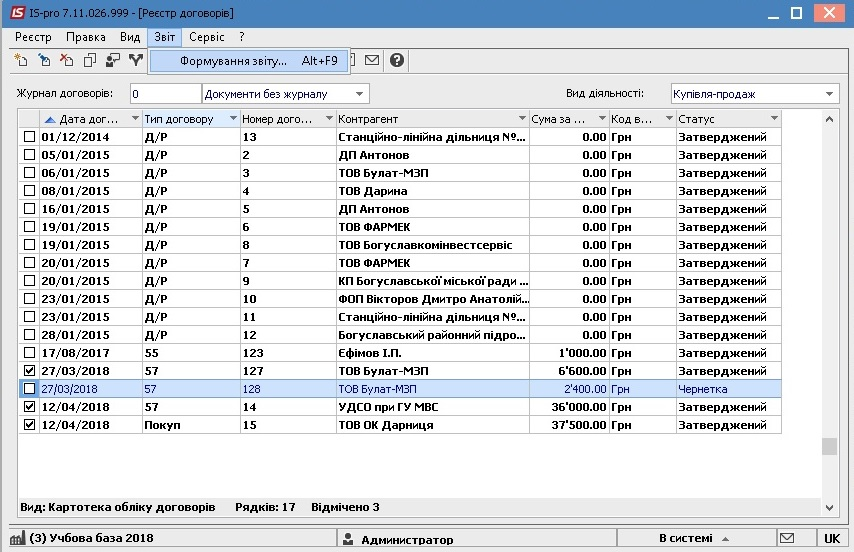 IS-pro 7.11.026.999 - [Реєстр договорів]
Реєстр Правка Вид Звіт Сервіс ?
Формування звіту... Alt+F9
Журнал договорів: 0 Документи без журналу Вид діяльності: Купівля-продаж
Дата дог... Тип договору Номер дого... Контрагент Сума за ... Код в... Статус
01/12/2014 Д/Р 13 Станційно-лінійна дільниця №... 0.00 Грн Затверджений
05/01/2015 Д/Р 2 ДП Антонов 0.00 Грн Затверджений
06/01/2015 Д/Р 3 ТОВ Булат-МЗП 0.00 Грн Затверджений
08/01/2015 Д/Р 4 ТОВ Дарина 0.00 Грн Затверджений
16/01/2015 Д/Р 5 ДП Антонов 0.00 Грн Затверджений
19/01/2015 Д/Р 6 ТОВ ФАРМЕК 0.00 Грн Затверджений
19/01/2015 Д/Р 8 ТОВ Богуславкомінвестсервіс 0.00 Грн Затверджений
20/01/2015 Д/Р 7 ТОВ ФАРМЕК 0.00 Грн Затверджений
20/01/2015 Д/Р 9 КП Богуславської міської ради ... 0.00 Грн Затверджений
23/01/2015 Д/Р 10 ФОП Вікторов Дмитро Анатолій... 0.00 Грн Затверджений
23/01/2015 Д/Р 11 Станційно-лінійна дільниця №... 0.00 Грн Затверджений
28/01/2015 Д/Р 12 Богуславський районний підро... 0.00 Грн Затверджений
17/08/2017 55 123 Єфімов І.П. 1'000.00 Грн Затверджений
27/03/2018 57 127 ТОВ Булат-МЗП 6'600.00 Грн Затверджений
27/03/2018 57 128 ТОВ Булат-МЗП 2'400.00 Грн Чернетка
12/04/2018 57 14 УДСО при ГУ МВС 36'000.00 Грн Затверджений
12/04/2018 Покуп 15 ТОВ ОК Дарниця 37'500.00 Грн Затверджений
Вид: Картотека обліку договорів Рядків: 17 Відмічено 3
(3) Учбова база 2018 Администратор В системі UK